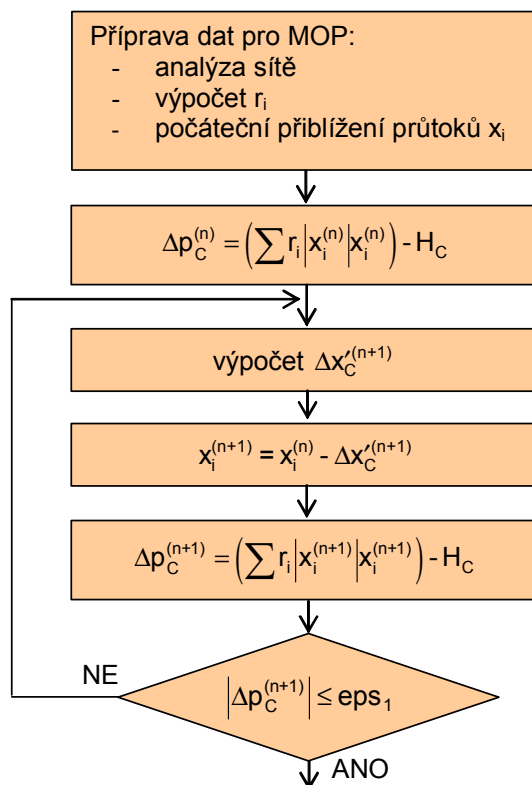 Příprava dat pro MOP:
- analýza sítě
- výpočet rᵢ
- počáteční přiblížení průtoků xᵢ
Δp_C^(n) = (∑ rᵢ|xᵢ^(n)|xᵢ^(n)) - H_C
výpočet Δx′_C^(n+1)
xᵢ^(n+1) = xᵢ^(n) - Δx′_C^(n+1)
Δp_C^(n+1) = (∑ rᵢ|xᵢ^(n+1)|xᵢ^(n+1)) - H_C
NE
|Δp_C^(n+1)| ≤ eps₁
ANO